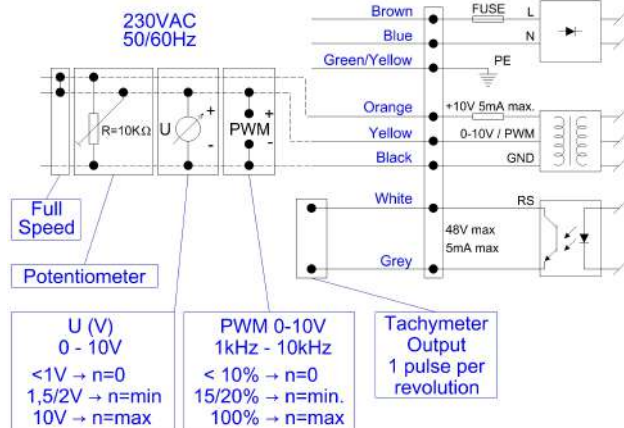 230VAC
50/60Hz
Brown
FUSE
L
Blue
N
Green/Yellow
PE
Orange
+10V 5mA max.
Yellow
0-10V / PWM
Black
GND
R=10KΩ
U
+
-
PWM
+
-
White
RS
48V max
5mA max
Grey
Full
Speed
Potentiometer
U (V)
0 - 10V
<1V → n=0
1,5/2V → n=min
10V → n=max
PWM 0-10V
1kHz - 10kHz
< 10% → n=0
15/20% → n=min.
100% → n=max
Tachymeter
Output
1 pulse per
revolution